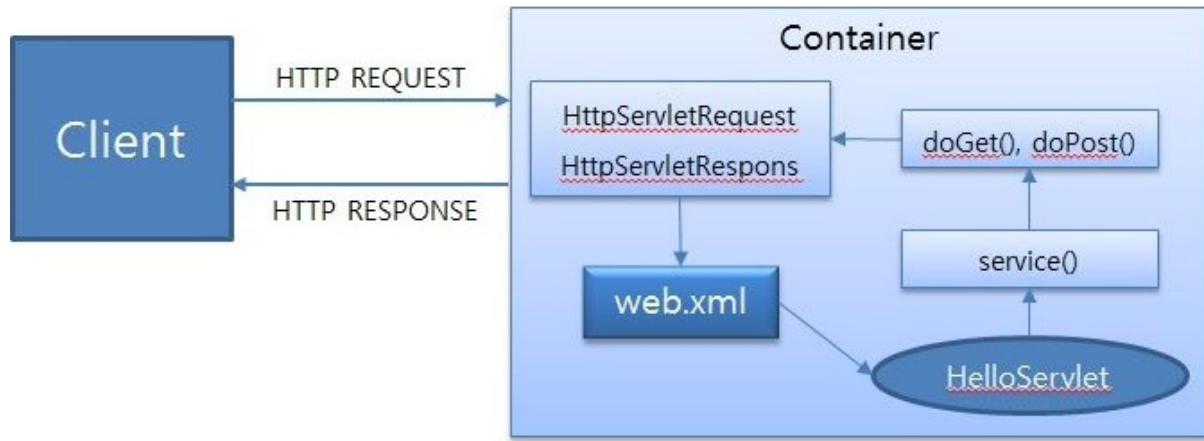 Container
Client
HTTP REQUEST
HTTP RESPONSE
HttpServletRequest
HttpServletRespons
doGet(), doPost()
service()
web.xml
HelloServlet